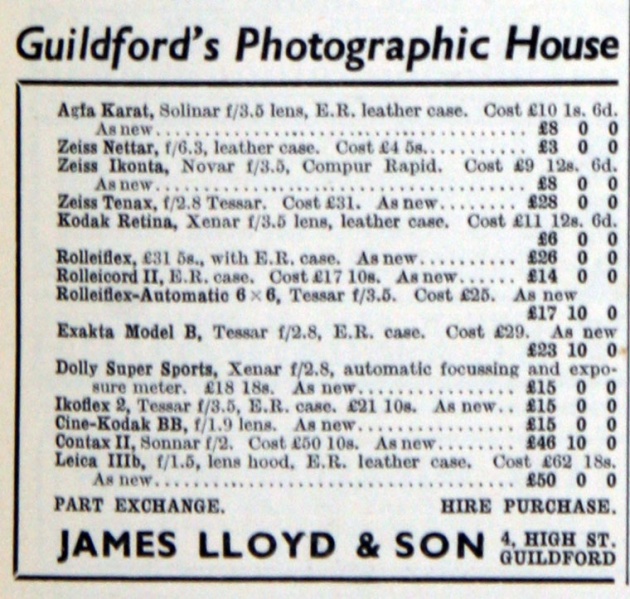 Guildford's Photographic House
Agfa Karat, Solinar f/3.5 lens, E.R. leather case. Cost £10 1s. 6d.
As new.................................................. £8 0 0
Zeiss Nettar, f/6.3, leather case. Cost £4 5s............. £3 0 0
Zeiss Ikonta, Novar f/3.5, Compur Rapid. Cost £9 12s. 6d.
As new.................................................. £8 0 0
Zeiss Tenax, f/2.8 Tessar. Cost £31. As new......... £28 0 0
Kodak Retina, Xenar f/3.5 lens, leather case. Cost £11 12s. 6d.
£6 0 0
Rolleiflex, £31 5s., with E.R. case. As new.......... £26 0 0
Rolleicord II, E.R. case. Cost £17 10s. As new...... £14 0 0
Rolleiflex-Automatic 6×6, Tessar f/3.5. Cost £25. As new
£17 10 0
Exakta Model B, Tessar f/2.8, E.R. case. Cost £29. As new
£23 10 0
Dolly Super Sports, Xenar f/2.8, automatic focussing and expo-
sure meter. £18 18s. As new................ £15 0 0
Ikoflex 2, Tessar f/3.5, E.R. case. £21 10s. As new.. £15 0 0
Cine-Kodak BB, f/1.9 lens. As new................ £15 0 0
Contax II, Sonnar f/2. Cost £50 10s. As new........ £46 10 0
Leica IIIb, f/1.5, lens hood, E.R. leather case. Cost £62 18s.
As new.................................................. £50 0 0
PART EXCHANGE. HIRE PURCHASE.
JAMES LLOYD & SON 4, HIGH ST.
GUILDFORD